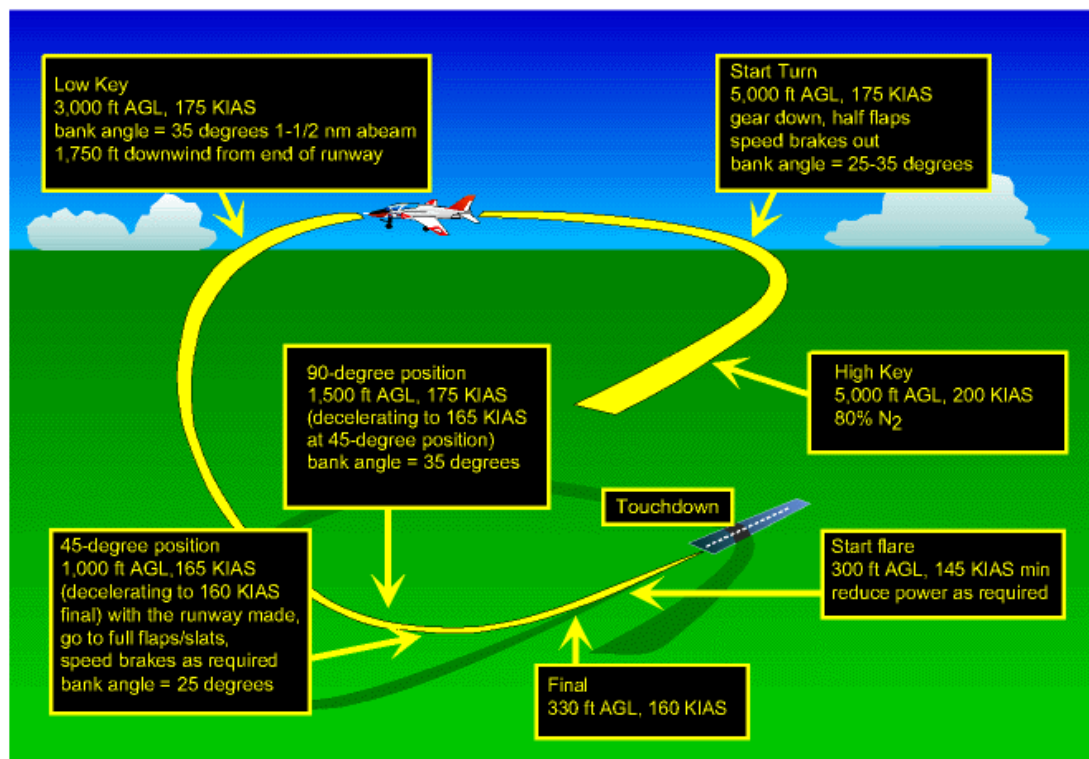 Low Key
3,000 ft AGL, 175 KIAS
bank angle = 35 degrees 1-1/2 nm abeam
1,750 ft downwind from end of runway
Start Turn
5,000 ft AGL, 175 KIAS
gear down, half flaps
speed brakes out
bank angle = 25-35 degrees
High Key
5,000 ft AGL, 200 KIAS
80% N2
90-degree position
1,500 ft AGL, 175 KIAS
(decelerating to 165 KIAS
at 45-degree position)
bank angle = 35 degrees
Touchdown
45-degree position
1,000 ft AGL,165 KIAS
(decelerating to 160 KIAS
final) with the runway made,
go to full flaps/slats,
speed brakes as required
bank angle = 25 degrees
Start flare
300 ft AGL, 145 KIAS min
reduce power as required
Final
330 ft AGL, 160 KIAS